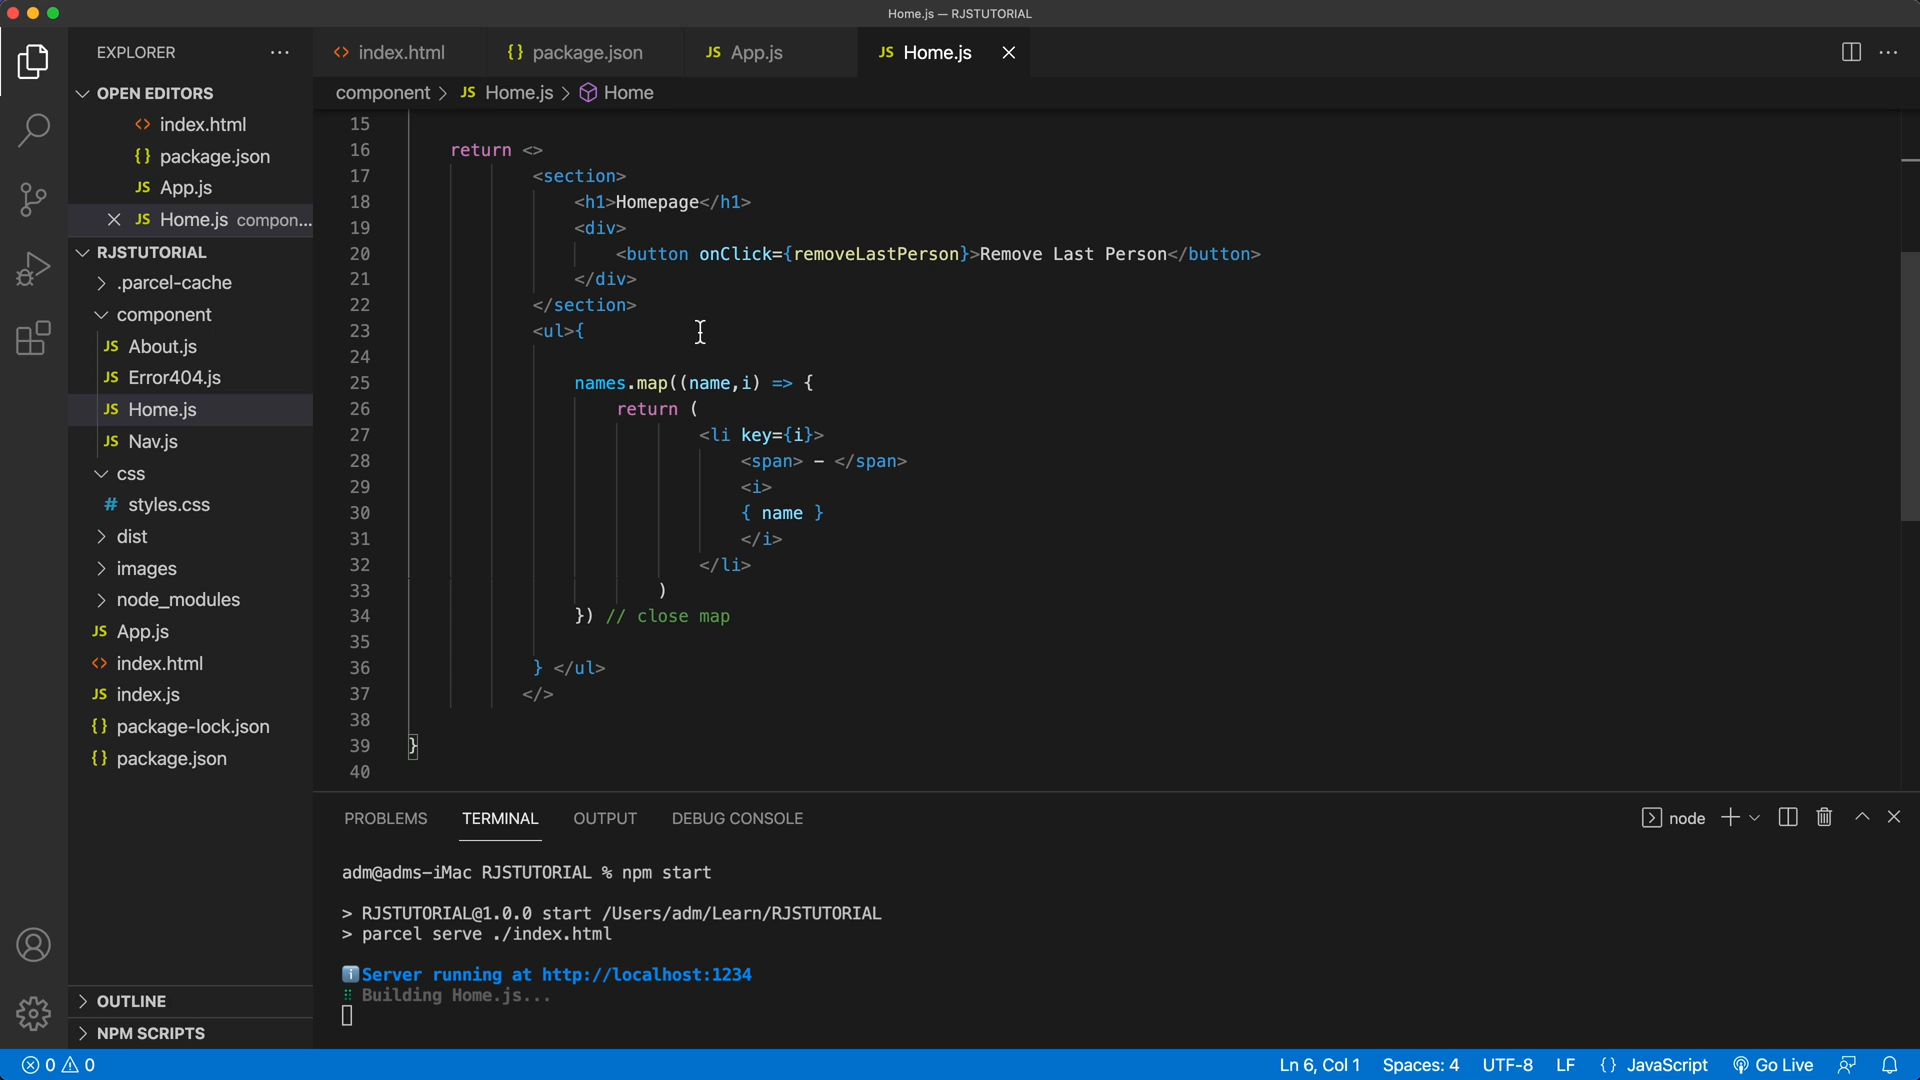 Home.js — RJSTUTORIAL
EXPLORER
OPEN EDITORS
index.html
package.json
App.js
Home.js compon...
RJSTUTORIAL
.parcel-cache
component
About.js
Error404.js
Home.js
Nav.js
css
styles.css
dist
images
node_modules
App.js
index.html
index.js
package-lock.json
package.json
OUTLINE
NPM SCRIPTS
index.html
package.json
App.js
Home.js
component > JS Home.js > Home
15
16 return <>
17 <section>
18 <h1>Homepage</h1>
19 <div>
20 <button onClick={removeLastPerson}>Remove Last Person</button>
21 </div>
22 </section>
23 <ul>{
24
25 names.map((name,i) => {
26 return (
27 <li key={i}>
28 <span> – </span>
29 <i>
30 { name }
31 </i>
32 </li>
33 )
34 }) // close map
35
36 } </ul>
37 </>
38
39 }
40
PROBLEMS TERMINAL OUTPUT DEBUG CONSOLE
node
adm@adms-iMac RJSTUTORIAL % npm start
> RJSTUTORIAL@1.0.0 start /Users/adm/Learn/RJSTUTORIAL
> parcel serve ./index.html
Server running at http://localhost:1234
Building Home.js...
0 0
Ln 6, Col 1 Spaces: 4 UTF-8 LF {} JavaScript Go Live